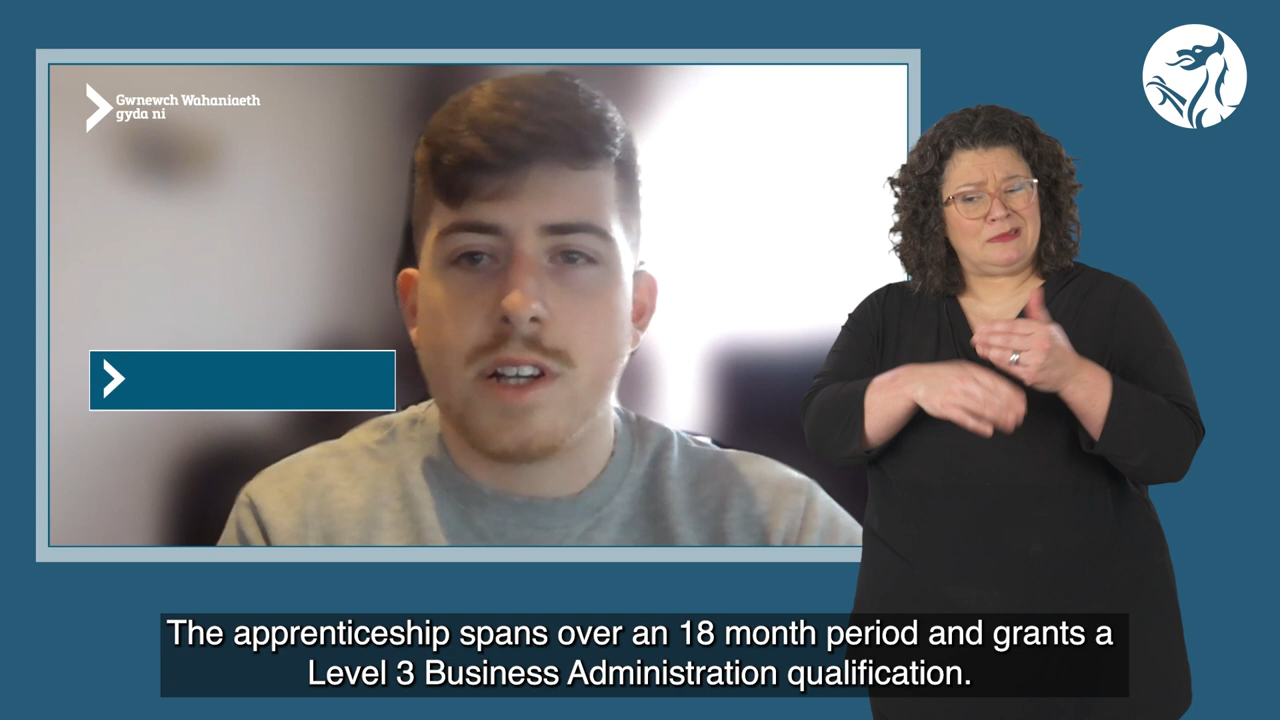 Gwnewch Wahaniaeth
gyda ni
The apprenticeship spans over an 18 month period and grants a
Level 3 Business Administration qualification.